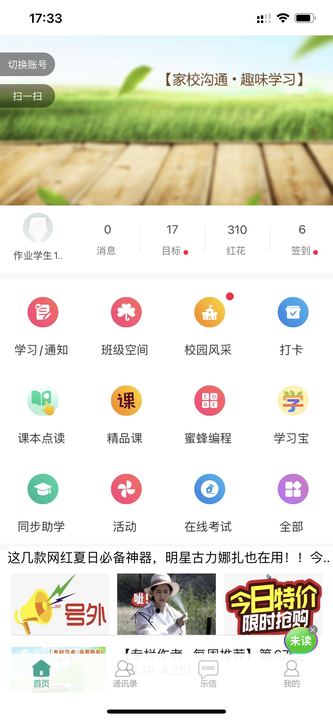 17:33
切换账号
【家校沟通·趣味学习】
扫一扫
0
17
310
6
作业学生1..
消息
目标
红花
签到
学习/通知
班级空间
校园风采
打卡
课
CODE
学
课本点读
精品课
蜜蜂编程
学习宝
同步助学
活动
在线考试
全部
这几款网红夏日必备神器，明星古力娜扎也在用！！今..
号外
哦!
今日特价
限时抢购
未读
首页
通讯录
乐信
我的